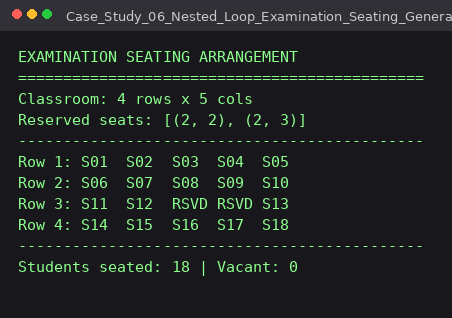 Case_Study_06_Nested_Loop_Examination_Seating_Genera
EXAMINATION SEATING ARRANGEMENT
=============================================
Classroom: 4 rows x 5 cols
Reserved seats: [(2, 2), (2, 3)]
---------------------------------------------
Row 1: S01  S02  S03  S04  S05
Row 2: S06  S07  S08  S09  S10
Row 3: S11  S12  RSVD RSVD S13
Row 4: S14  S15  S16  S17  S18
---------------------------------------------
Students seated: 18 | Vacant: 0